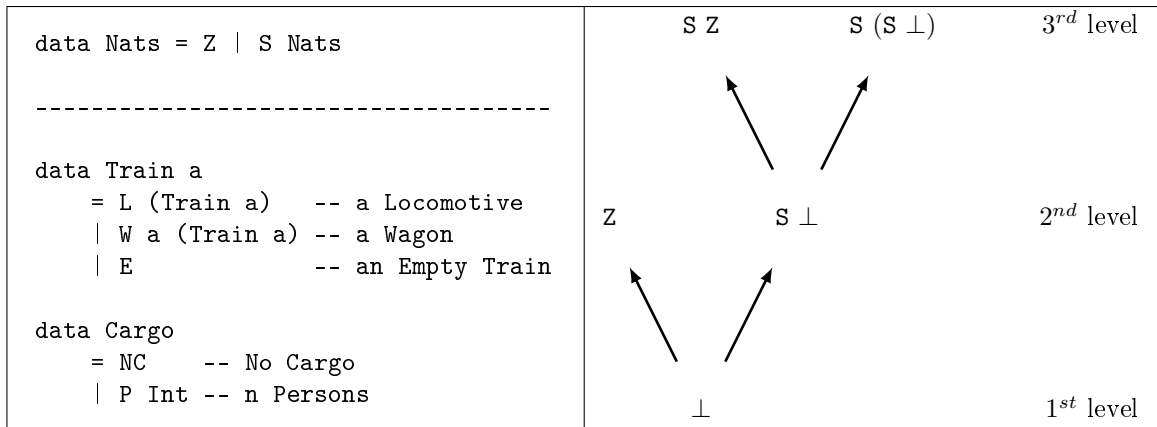 data Nats = Z | S Nats
-------------------------------------
data Train a
    = L (Train a)   -- a Locomotive
    | W a (Train a) -- a Wagon
    | E             -- an Empty Train
data Cargo
    = NC    -- No Cargo
    | P Int -- n Persons
S Z    S (S ⊥)    3rd level
Z    S ⊥    2nd level
⊥    1st level